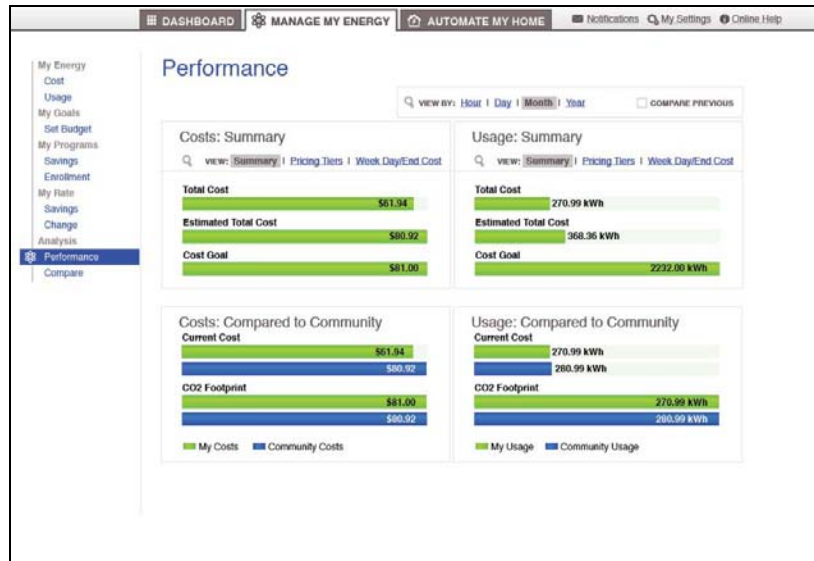 DASHBOARD MANAGE MY ENERGY AUTOMATE MY HOME Notifications My Settings Online Help
My Energy
Cost
Usage
My Goals
Set Budget
My Programs
Savings
Enrollment
My Rate
Savings
Change
Analysis
Performance
Compare
Performance
VIEW BY: Hour | Day | Month | Year COMPARE PREVIOUS
Costs: Summary
VIEW: Summary | Pricing Tiers | Week Day/End Cost
Total Cost
$61.94
Estimated Total Cost
$80.92
Cost Goal
$81.00
Usage: Summary
VIEW: Summary | Pricing Tiers | Week Day/End Cost
Total Cost
270.99 kWh
Estimated Total Cost
368.36 kWh
Cost Goal
2232.00 kWh
Costs: Compared to Community
Current Cost
$61.94
$80.92
CO2 Footprint
$81.00
$80.92
My Costs Community Costs
Usage: Compared to Community
Current Cost
270.99 kWh
280.99 kWh
CO2 Footprint
270.99 kWh
280.99 kWh
My Usage Community Usage